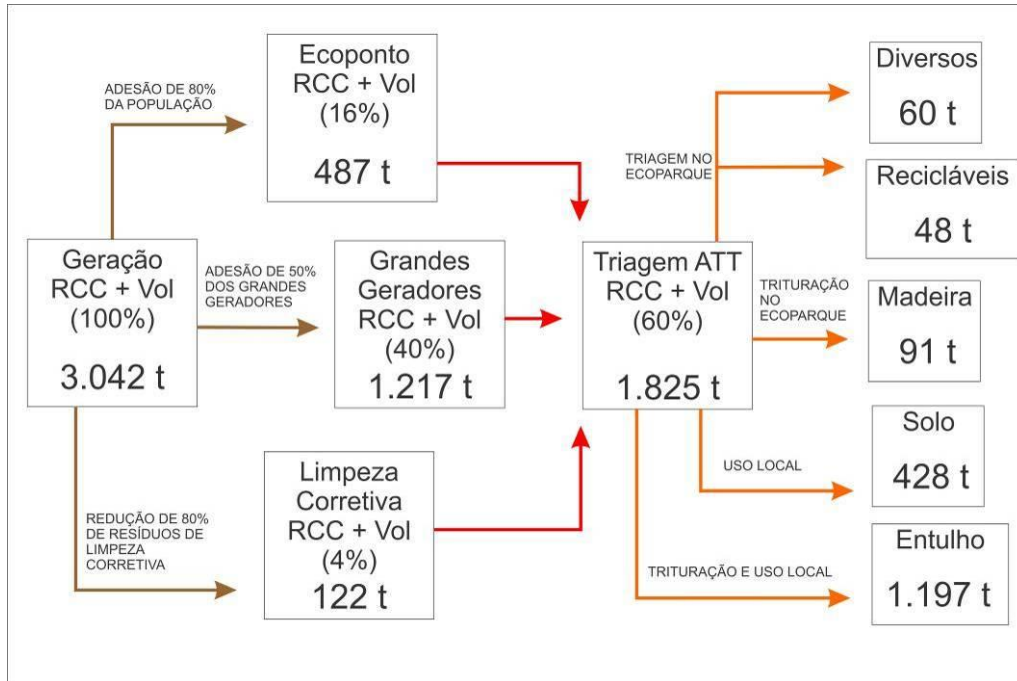 Ecoponto
RCC + Vol
(16%)
487 t
ADESÃO DE 80%
DA POPULAÇÃO
Geração
RCC + Vol
(100%)
3.042 t
ADESÃO DE 50%
DOS GRANDES
GERADORES
Grandes
Geradores
RCC + Vol
(40%)
1.217 t
REDUÇÃO DE 80%
DE RESÍDUOS DE
LIMPEZA
CORRETIVA
Limpeza
Corretiva
RCC + Vol
(4%)
122 t
Triagem ATT
RCC + Vol
(60%)
1.825 t
TRIAGEM NO
ECOPARQUE
Diversos
60 t
Recicláveis
48 t
TRITURAÇÃO
NO
ECOPARQUE
Madeira
91 t
USO LOCAL
Solo
428 t
TRITURAÇÃO E USO LOCAL
Entulho
1.197 t